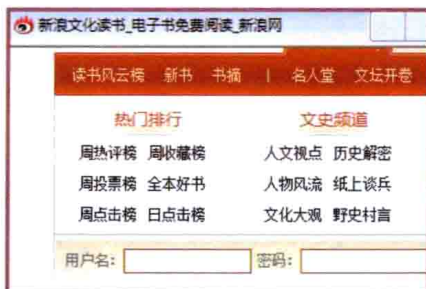 新浪文化读书_电子书免费阅读_新浪网
读书风云榜 新书 书摘 | 名人堂 文坛开卷
热门排行 文史频道
周热评榜 周收藏榜 人文视点 历史解密
周投票榜 全本好书 人物风流 纸上谈兵
周点击榜 日点击榜 文化大观 野史村言
用户名: 密码: